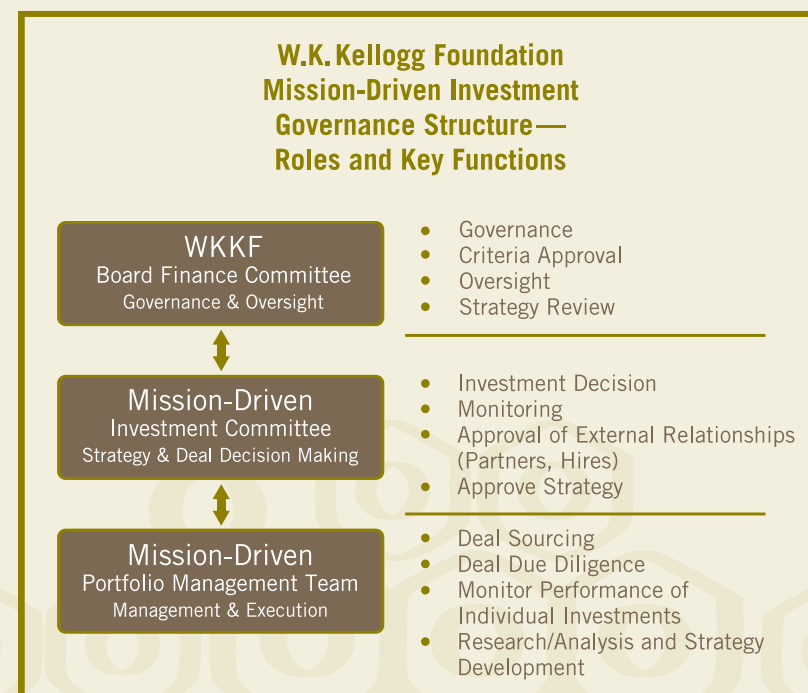 W.K. Kellogg Foundation
Mission-Driven Investment
Governance Structure—
Roles and Key Functions
WKKF
Board Finance Committee
Governance & Oversight
• Governance
• Criteria Approval
• Oversight
• Strategy Review
Mission-Driven
Investment Committee
Strategy & Deal Decision Making
• Investment Decision
• Monitoring
• Approval of External Relationships
(Partners, Hires)
• Approve Strategy
Mission-Driven
Portfolio Management Team
Management & Execution
• Deal Sourcing
• Deal Due Diligence
• Monitor Performance of
Individual Investments
• Research/Analysis and Strategy
Development